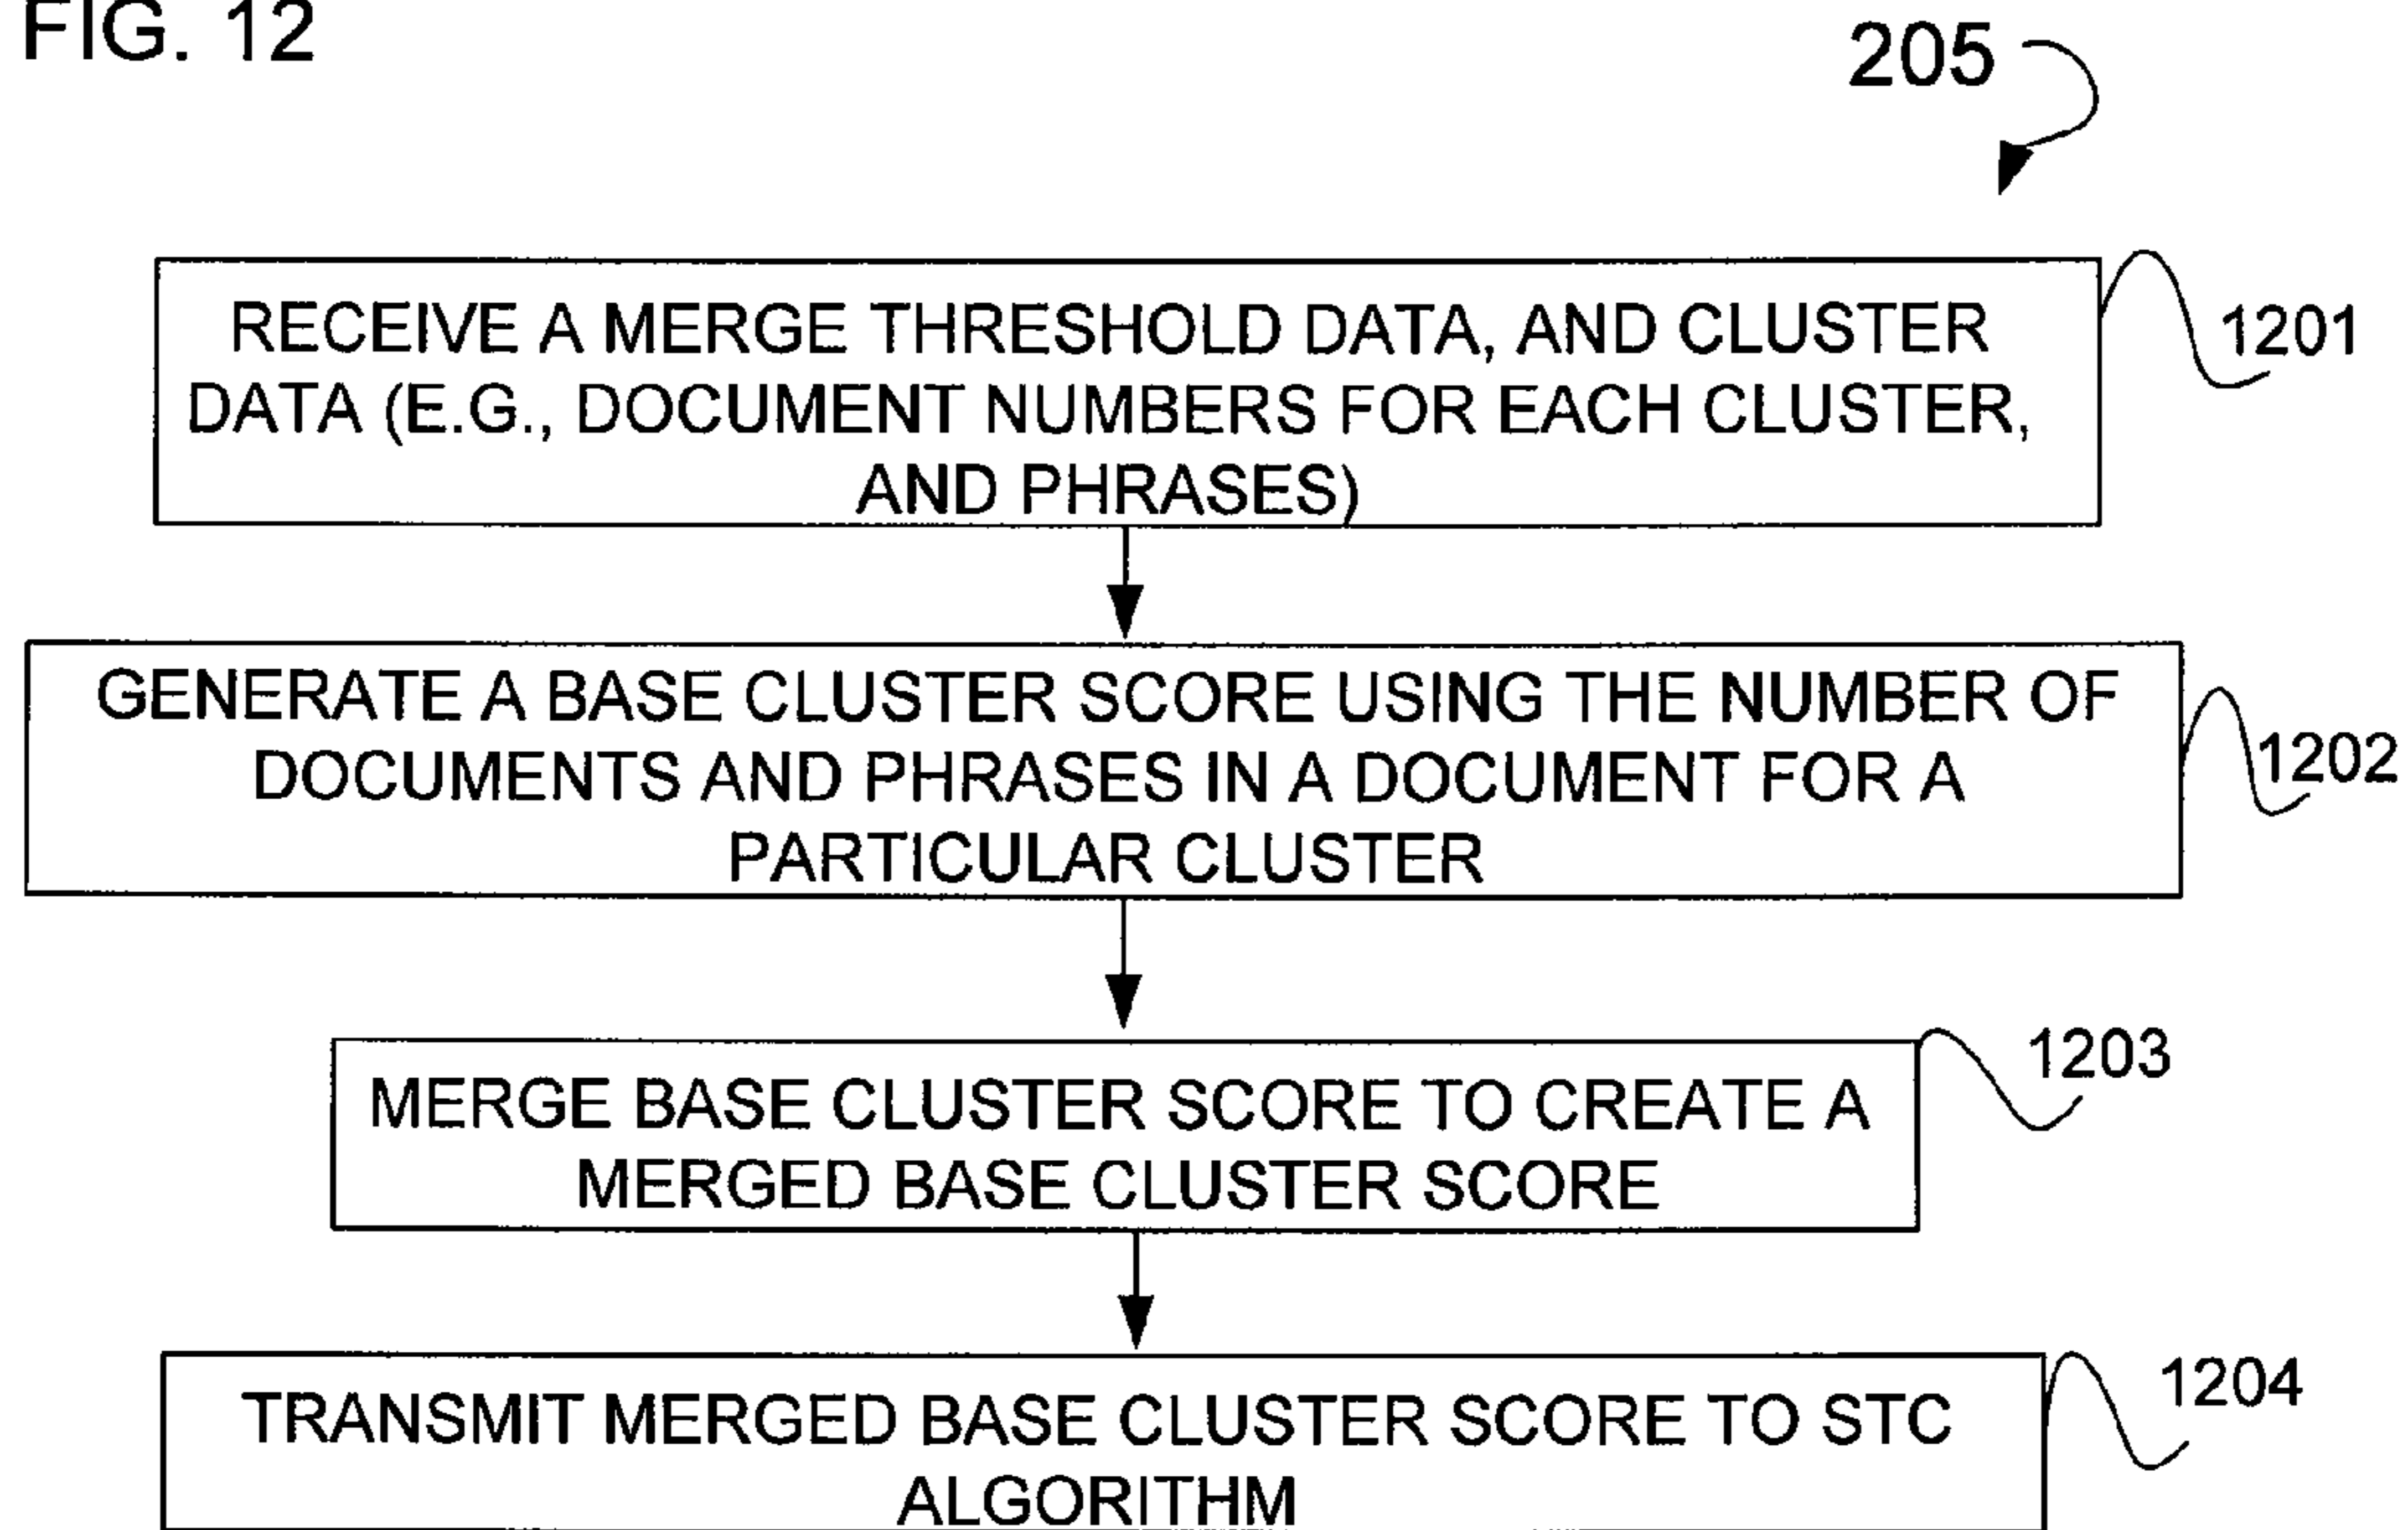 FIG. 12
205
RECEIVE A MERGE THRESHOLD DATA, AND CLUSTER
DATA (E.G., DOCUMENT NUMBERS FOR EACH CLUSTER,
AND PHRASES)
1201
GENERATE A BASE CLUSTER SCORE USING THE NUMBER OF
DOCUMENTS AND PHRASES IN A DOCUMENT FOR A
PARTICULAR CLUSTER
1202
MERGE BASE CLUSTER SCORE TO CREATE A
MERGED BASE CLUSTER SCORE
1203
TRANSMIT MERGED BASE CLUSTER SCORE TO STC
ALGORITHM
1204